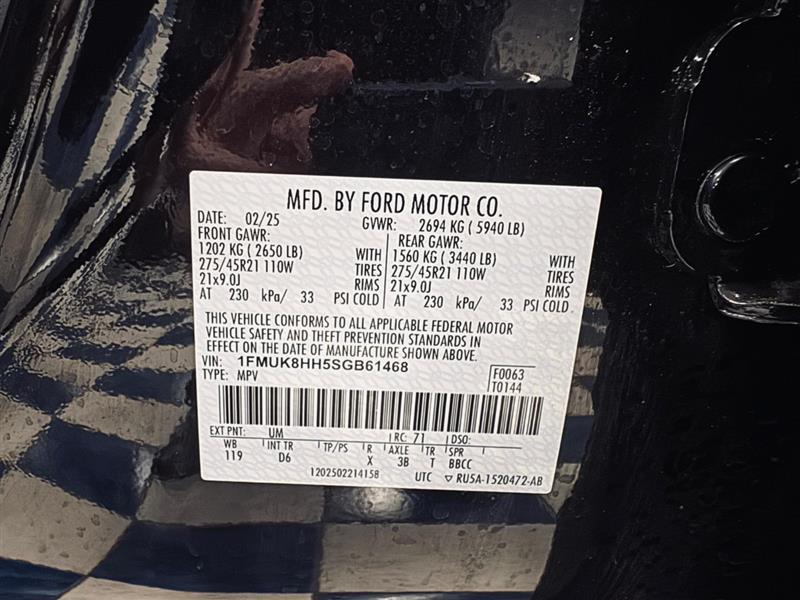 MFD. BY FORD MOTOR CO.
DATE: 02/25 GVWR: 2694 KG ( 5940 LB)
FRONT GAWR: REAR GAWR:
1202 KG ( 2650 LB) WITH 1560 KG ( 3440 LB) WITH
275/45R21 110W TIRES 275/45R21 110W TIRES
21x9.0J RIMS 21x9.0J RIMS
AT 230 kPa/ 33 PSI COLD AT 230 kPa/ 33 PSI COLD
THIS VEHICLE CONFORMS TO ALL APPLICABLE FEDERAL MOTOR
VEHICLE SAFETY AND THEFT PREVENTION STANDARDS IN
EFFECT ON THE DATE OF MANUFACTURE SHOWN ABOVE.
VIN: 1FMUK8HH5SGB61468 F0063
TYPE: MPV T0144
EXT PNT: UM RC: 71 DSO:
WB INT TR TP/PS R AXLE TR SPR
119 D6 X 3B T BBCC
1202502214158 UTC ▽ RU5A-1520472-AB